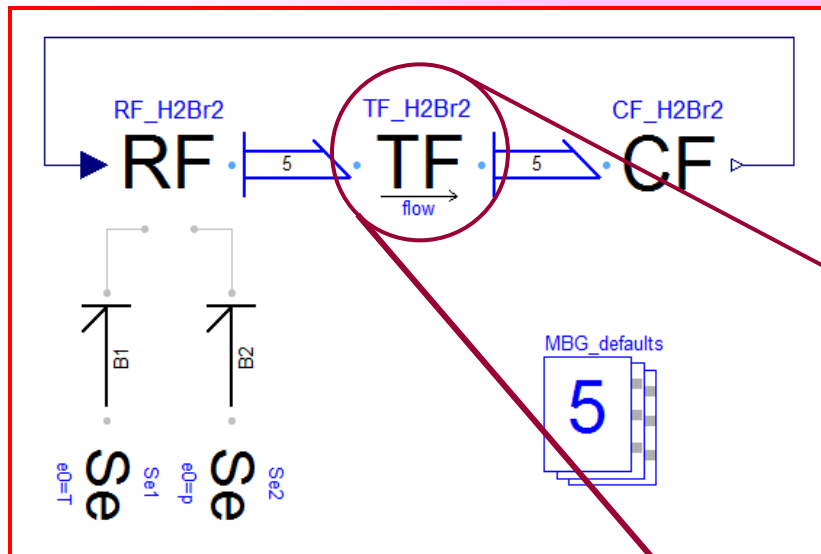 RF_H2Br2
TF_H2Br2
CF_H2Br2
RF
5
TF
5
CF
flow
B1
B2
MBG_defaults
5
Se
Se1
e0=T
Se
Se2
e0=p